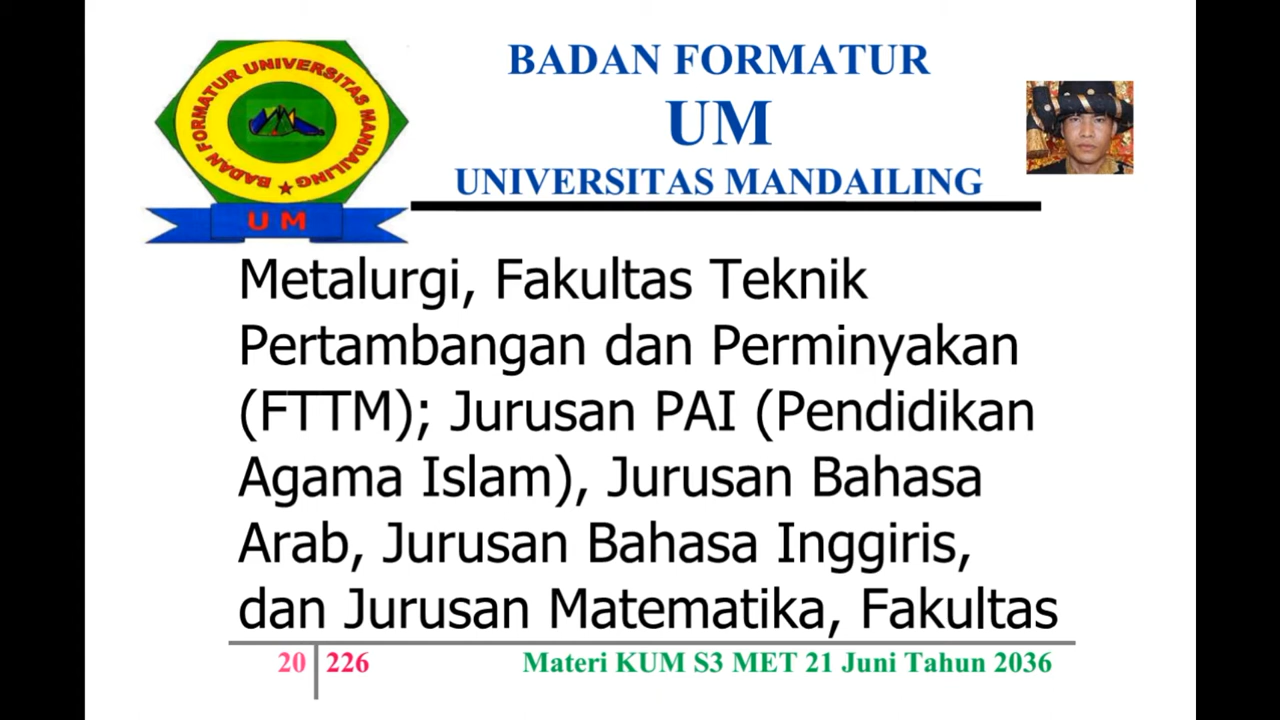 BADAN FORMATUR UNIVERSITAS MANDAILING
U M
BADAN FORMATUR
UM
UNIVERSITAS MANDAILING
Metalurgi, Fakultas Teknik
Pertambangan dan Perminyakan
(FTTM); Jurusan PAI (Pendidikan
Agama Islam), Jurusan Bahasa
Arab, Jurusan Bahasa Inggiris,
dan Jurusan Matematika, Fakultas
20 226 Materi KUM S3 MET 21 Juni Tahun 2036